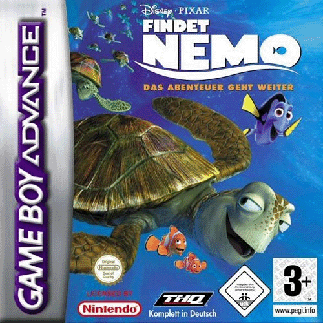 GAME BOY ADVANCE
Disney • PIXAR
FINDET
NEMO
DAS ABENTEUER GEHT WEITER
Nintendo
THQ
Komplett in Deutsch
3+
www.pegi.info